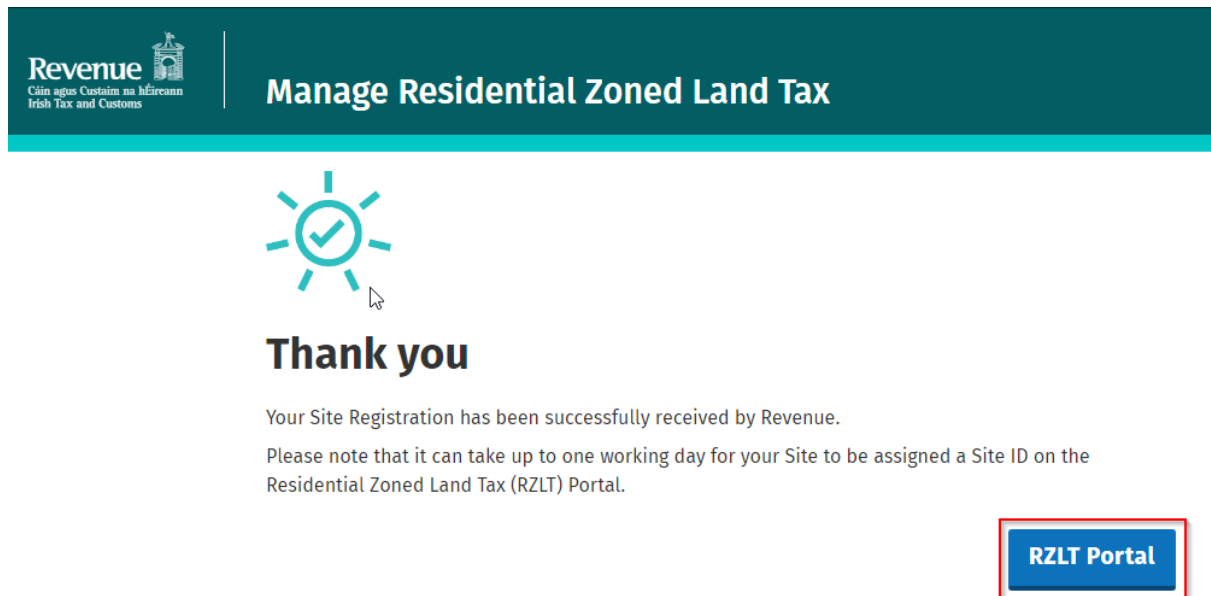 Revenue
Cáin agus Custaim na hÉireann
Irish Tax and Customs
Manage Residential Zoned Land Tax
Thank you
Your Site Registration has been successfully received by Revenue.
Please note that it can take up to one working day for your Site to be assigned a Site ID on the
Residential Zoned Land Tax (RZLT) Portal.
RZLT Portal